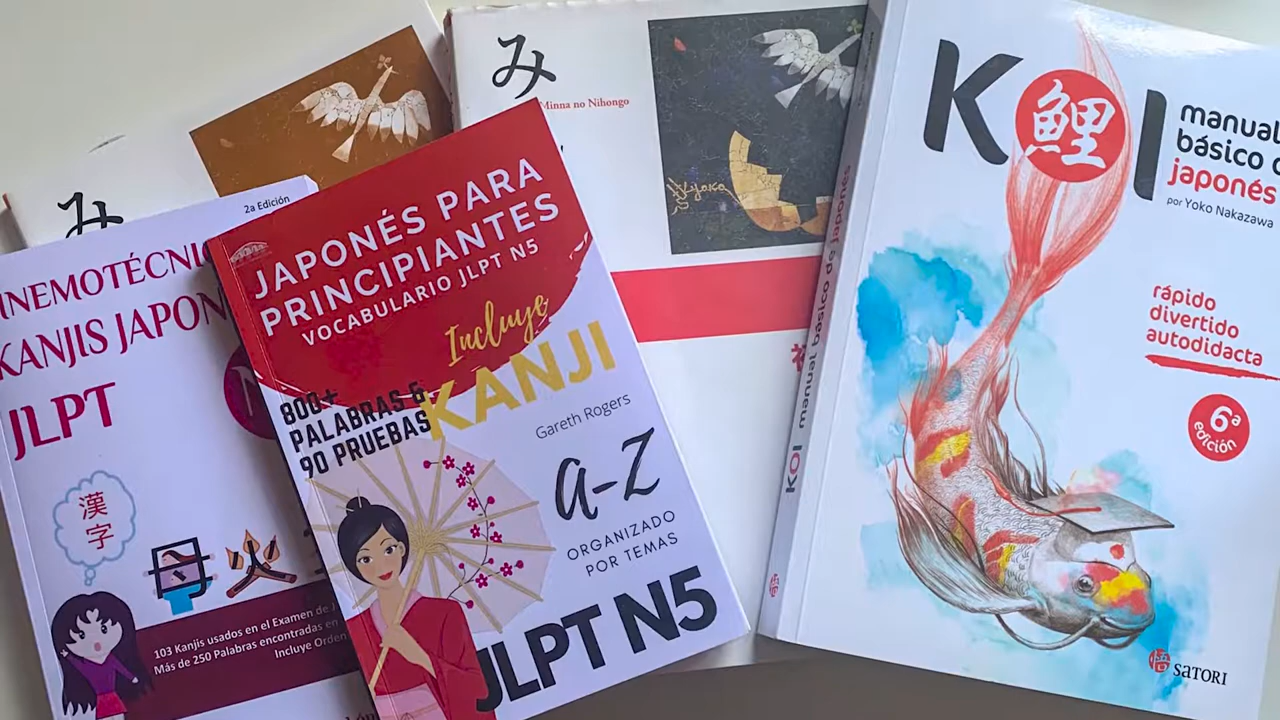 み
み
Minna no Nihongo
Kyoko
2a Edición
KANJIS
JLPT
漢
字
103 Kanjis usados en el Examen de
Más de 250 Palabras encontradas en
Incluye Orden
JAPONÉS PARA
PRINCIPIANTES
VOCABULARIO JLPT N5
Incluye
KANJI
800+
PALABRAS &
90 PRUEBAS
Gareth Rogers
a-Z
ORGANIZADO
POR TEMAS
JLPT N5
KOI manual básico de japonés
KOI
鯉
manual
básico
japonés
por Yoko Nakazawa
rápido
divertido
autodidacta
6ª
edición
SATORI